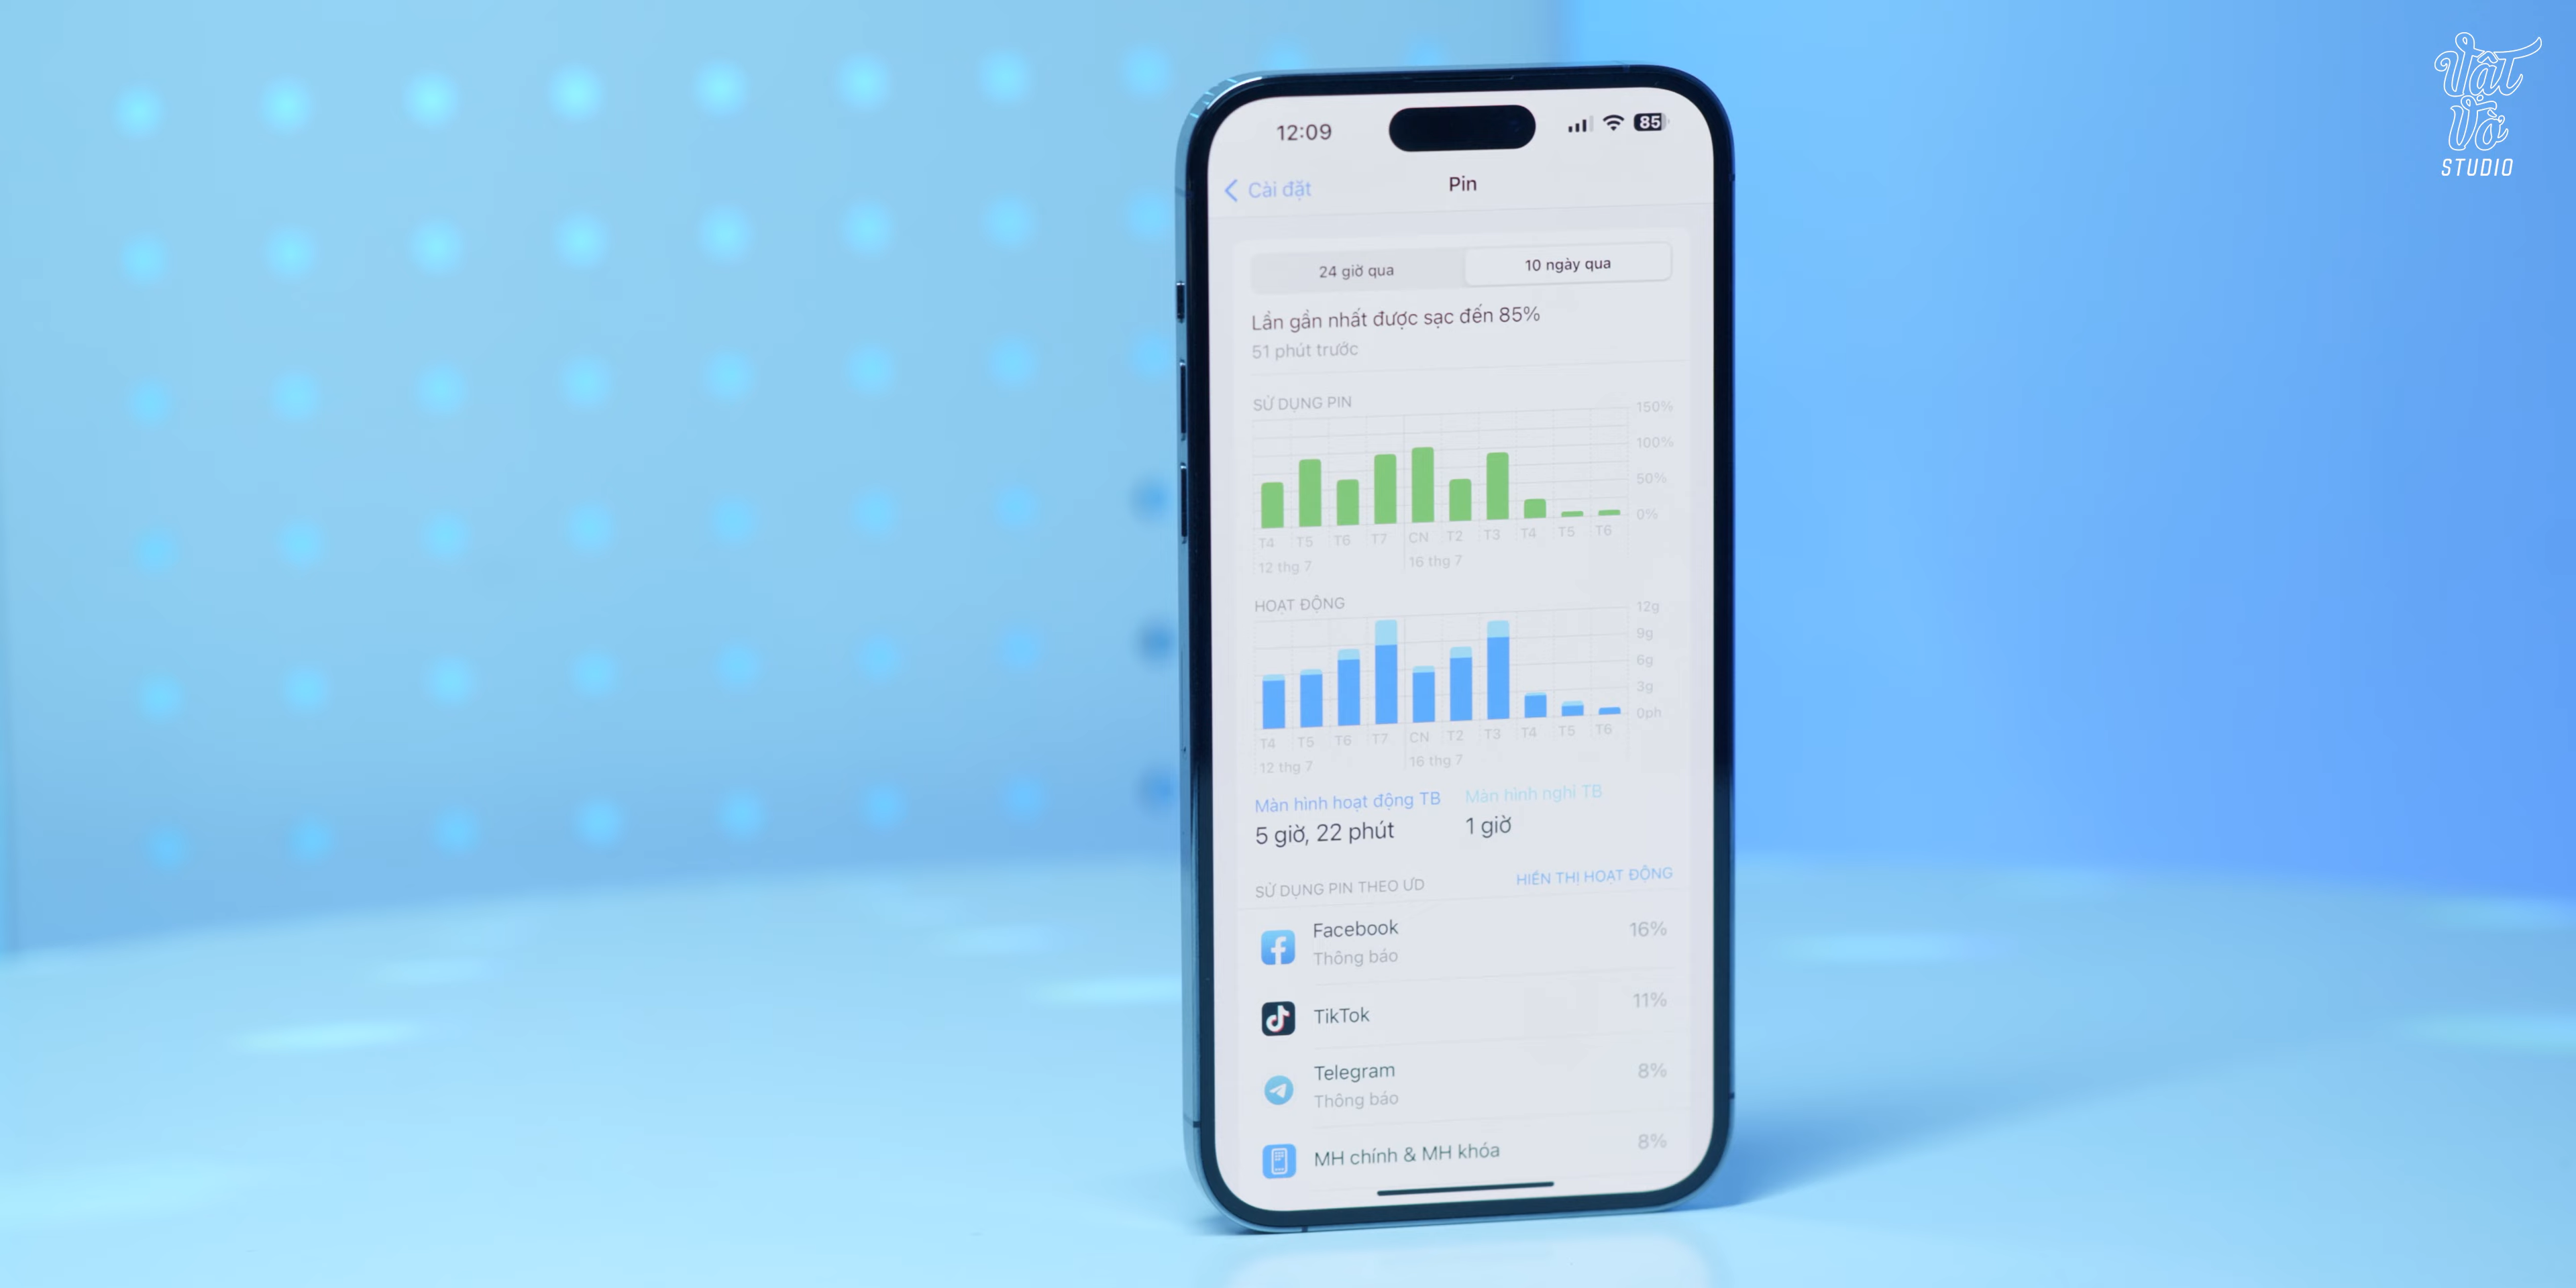 Vật
Vờ
STUDIO
12:09
85
Cài đặt
Pin
24 giờ qua
10 ngày qua
Lần gần nhất được sạc đến 85%
51 phút trước
SỬ DỤNG PIN
150%
100%
50%
0%
T4 T5 T6 T7 CN T2 T3 T4 T5 T6
12 thg 7 16 thg 7
HOẠT ĐỘNG
12g
9g
6g
3g
0ph
T4 T5 T6 T7 CN T2 T3 T4 T5 T6
12 thg 7 16 thg 7
Màn hình hoạt động TB
5 giờ, 22 phút
Màn hình nghỉ TB
1 giờ
SỬ DỤNG PIN THEO ƯD
HIỂN THỊ HOẠT ĐỘNG
Facebook 16%
Thông báo
TikTok 11%
Telegram 8%
Thông báo
MH chính & MH khóa 8%